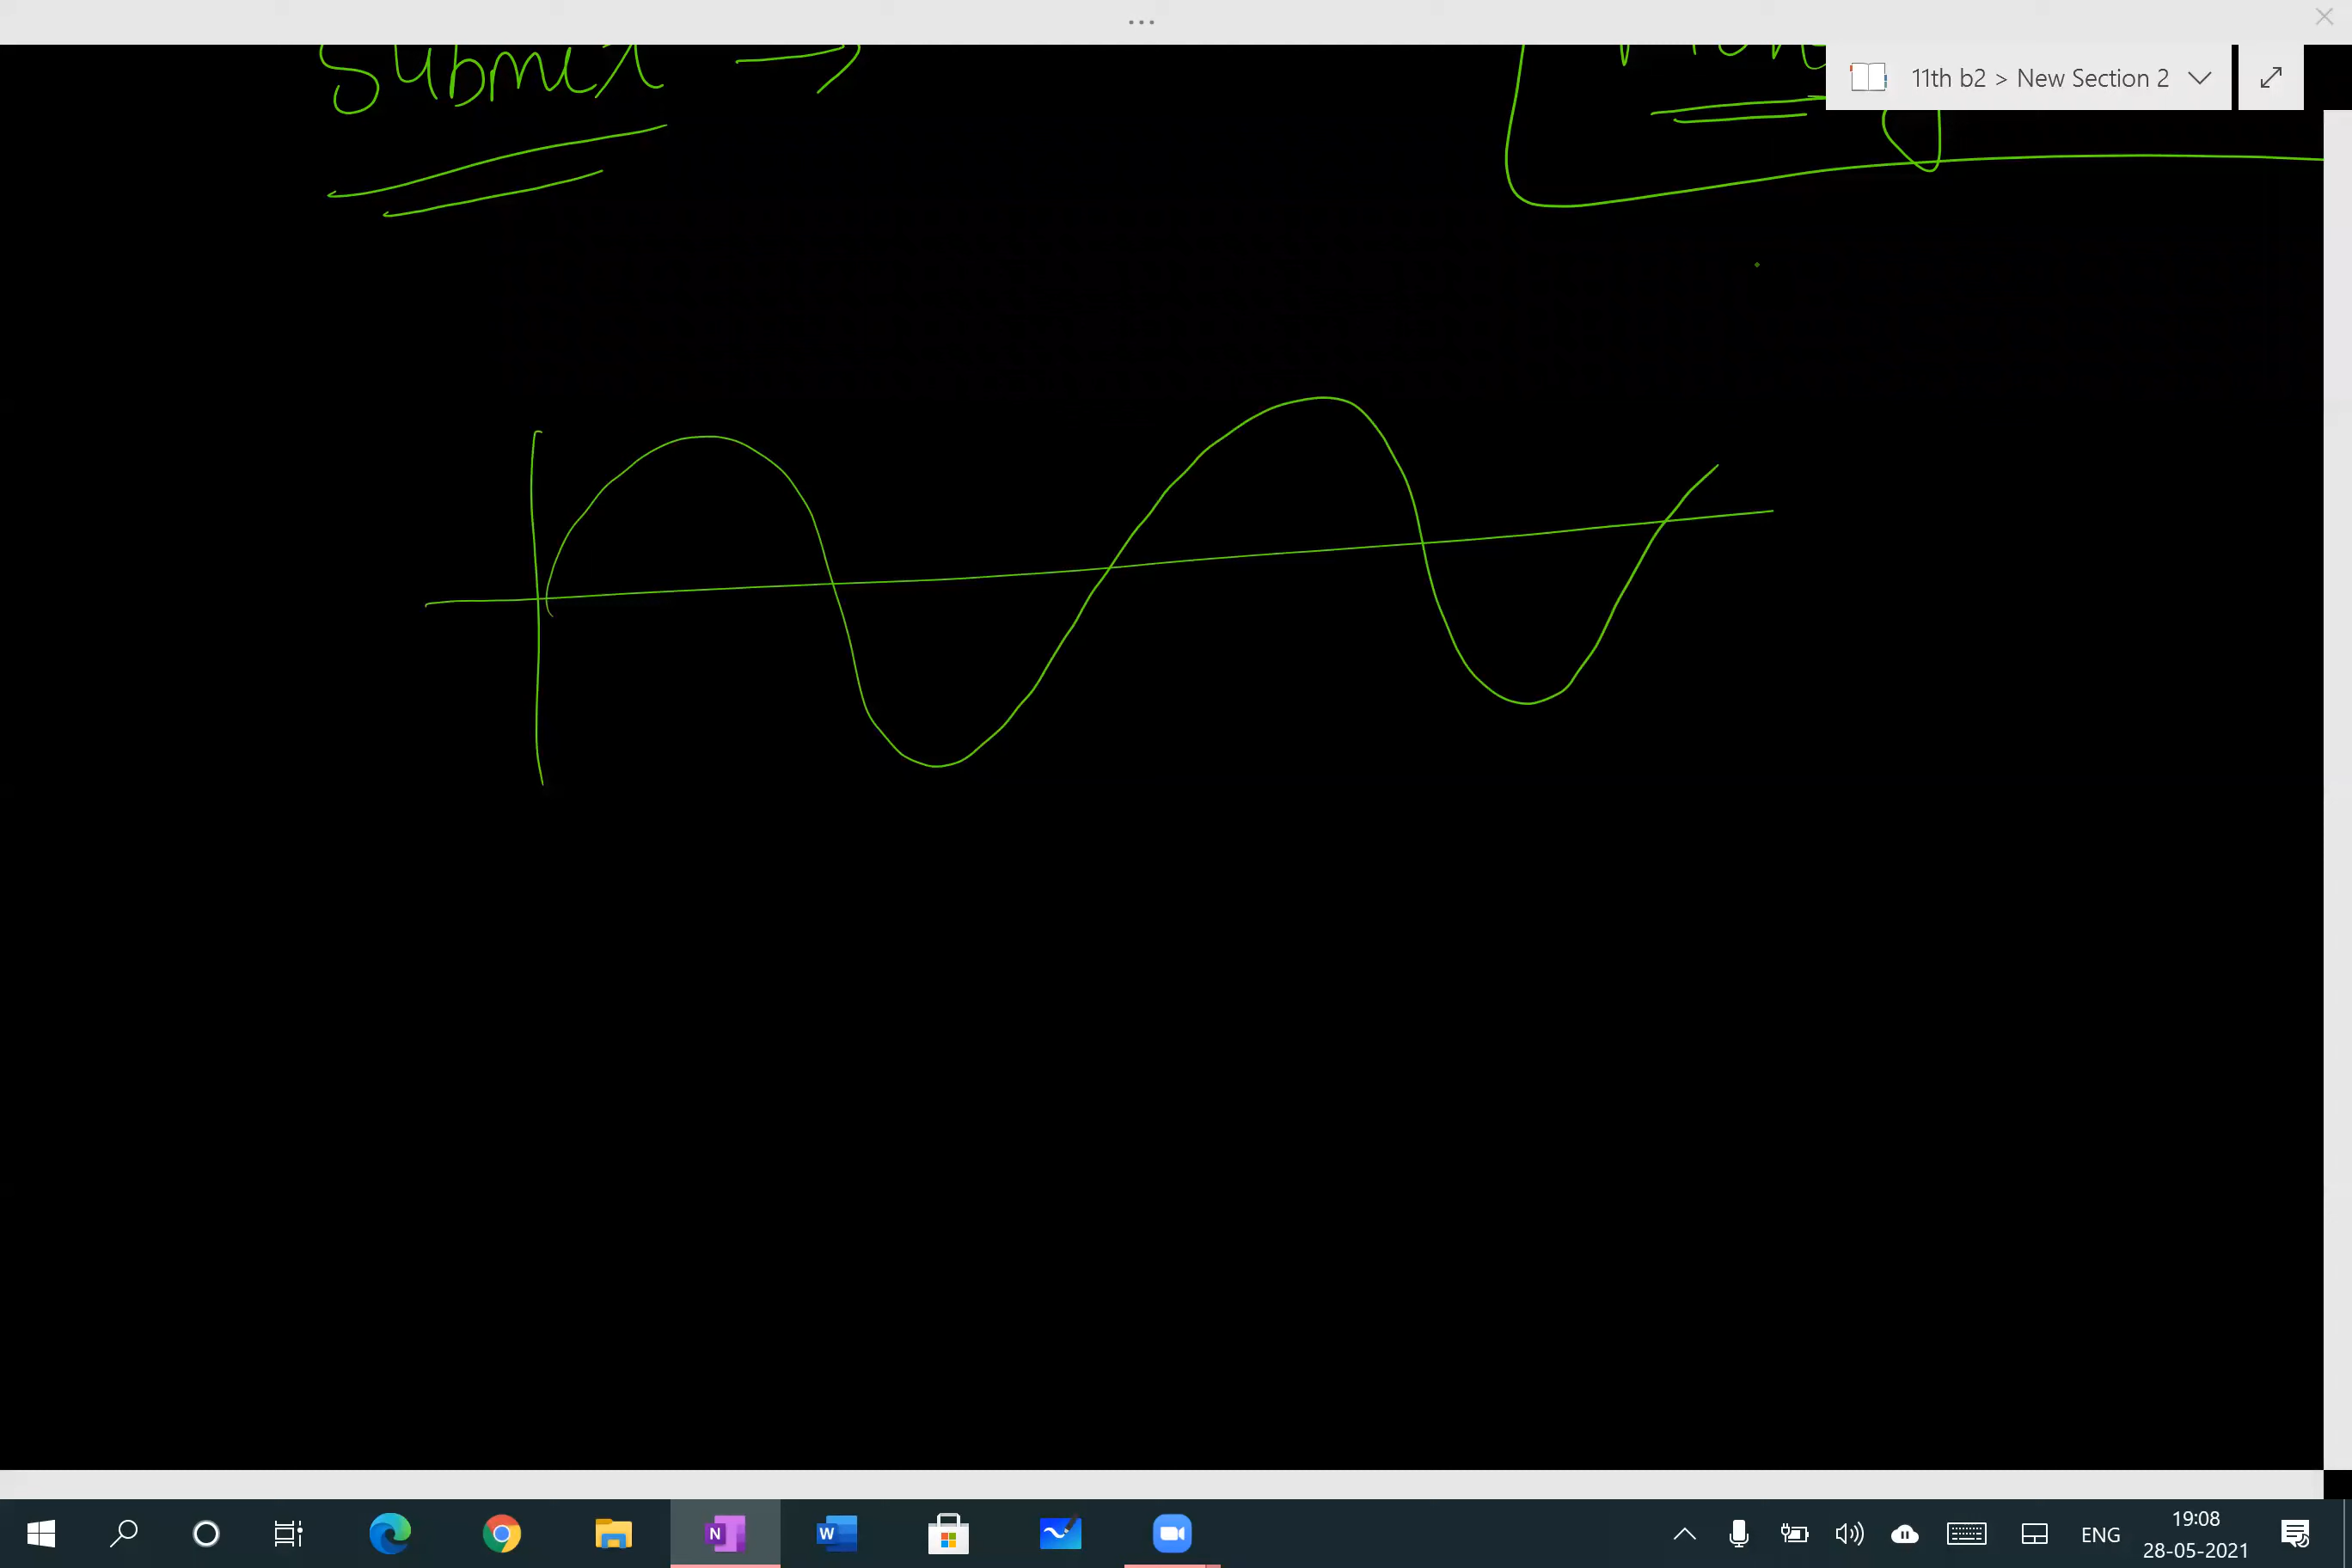 Submit →
11th b2 > New Section 2
ENG
19:08
28-05-2021